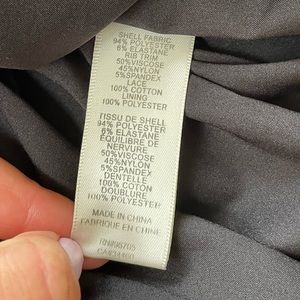 SHELL FABRIC
94% POLYESTER
6% ELASTANE
RIB TRIM
50%VISCOSE
45%NYLON
5%SPANDEX
LACE
100% COTTON
LINING
100% POLYESTER
TISSU DE SHELL
94% POLYESTER
6% ÉLASTANE
ÉQUILIBRE DE
NERVURE
50%VISCOSE
45%NYLON
5%SPANDEX
DENTELLE
100% COTON
DOUBLURE
100% POLYESTER
MADE IN CHINA
FABRIQUE EN CHINE